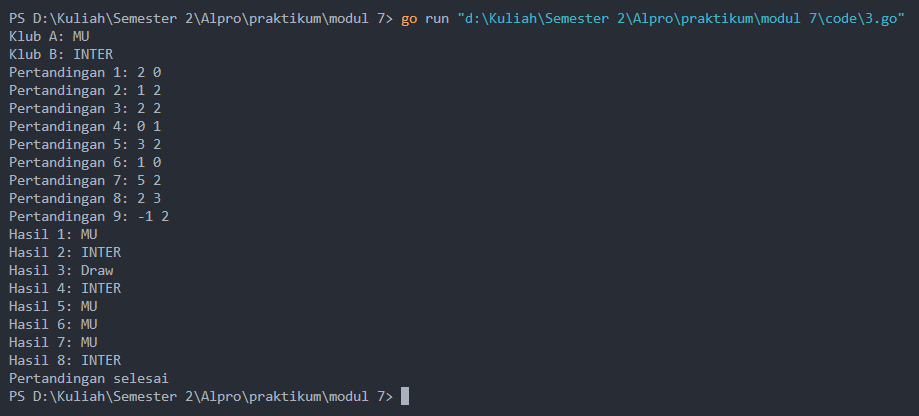 PS D:\Kuliah\Semester 2\Alpro\praktikum\modul 7> go run "d:\Kuliah\Semester 2\Alpro\praktikum\modul 7\code\3.go"
Klub A: MU
Klub B: INTER
Pertandingan 1: 2 0
Pertandingan 2: 1 2
Pertandingan 3: 2 2
Pertandingan 4: 0 1
Pertandingan 5: 3 2
Pertandingan 6: 1 0
Pertandingan 7: 5 2
Pertandingan 8: 2 3
Pertandingan 9: -1 2
Hasil 1: MU
Hasil 2: INTER
Hasil 3: Draw
Hasil 4: INTER
Hasil 5: MU
Hasil 6: MU
Hasil 7: MU
Hasil 8: INTER
Pertandingan selesai
PS D:\Kuliah\Semester 2\Alpro\praktikum\modul 7>